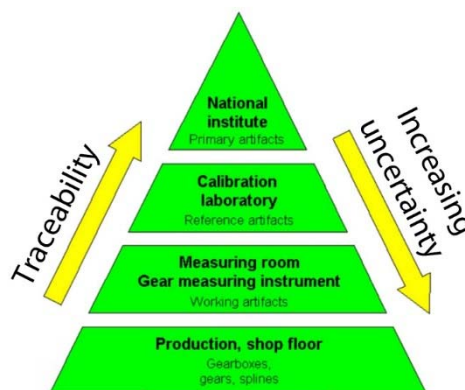 National
institute
Primary artifacts
Traceability
Increasing
uncertainty
Calibration
laboratory
Reference artifacts
Measuring room
Gear measuring instrument
Working artifacts
Production, shop floor
Gearboxes,
gears, splines